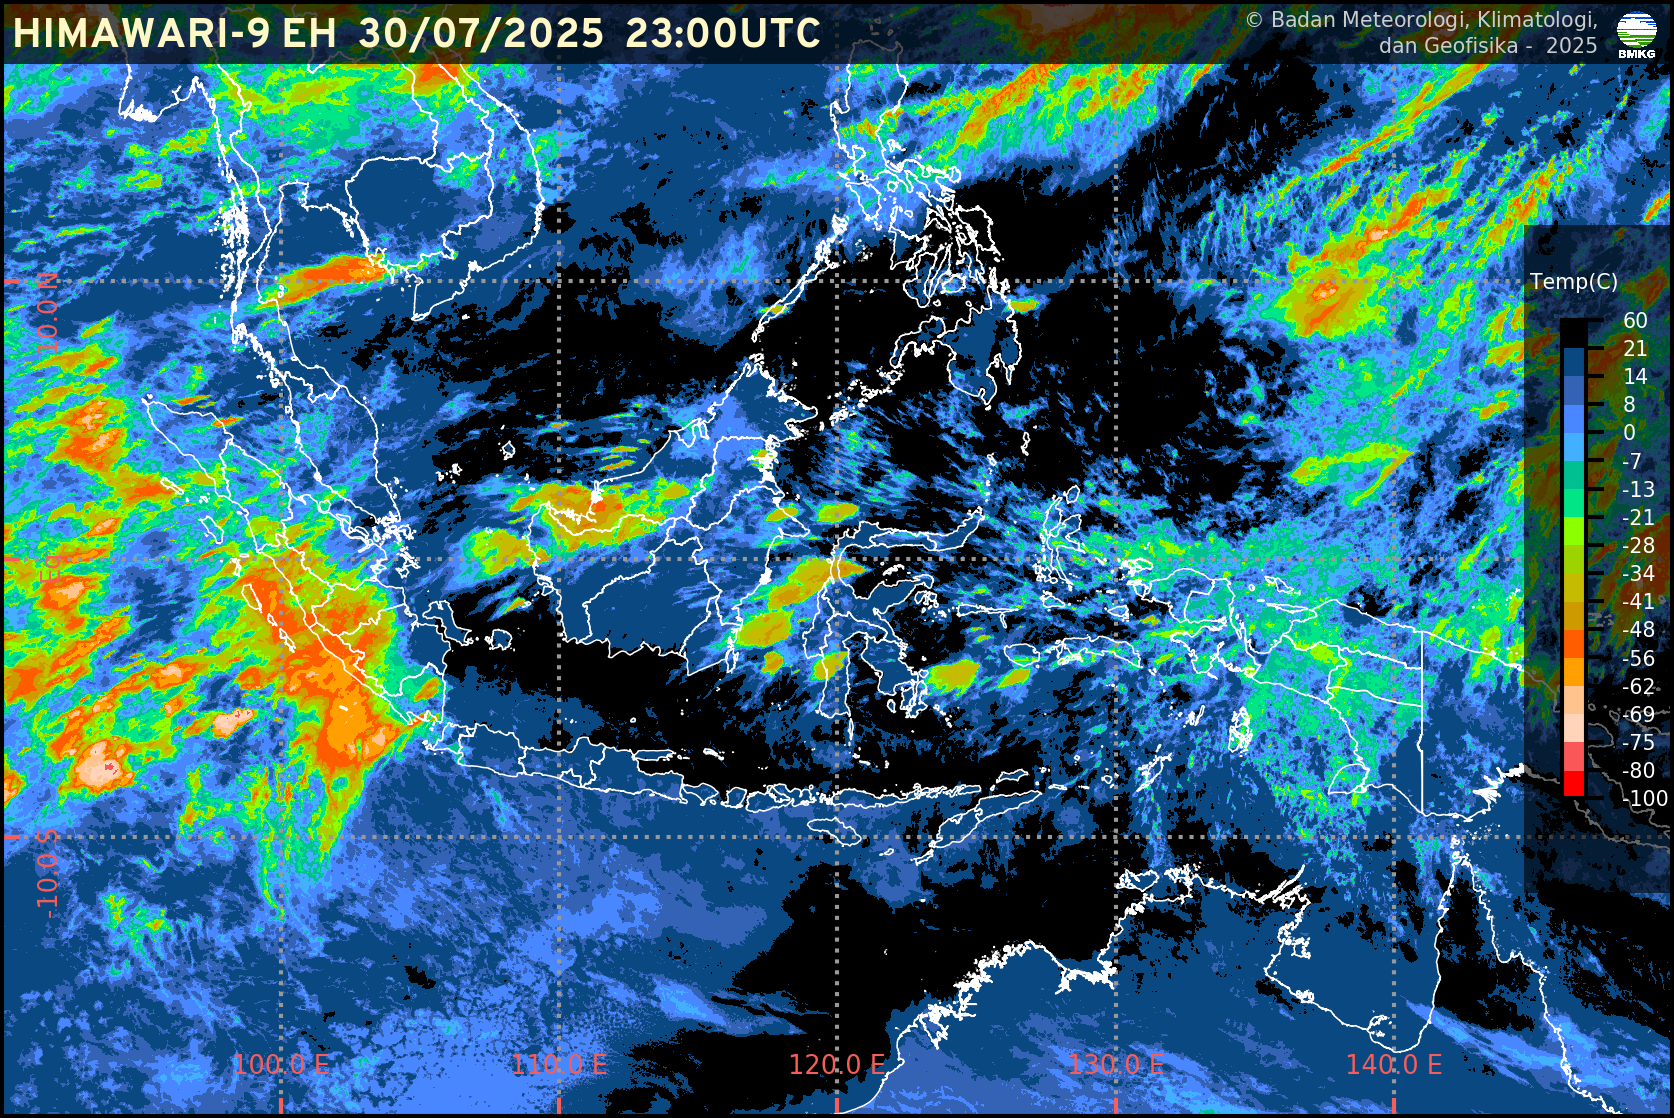 HIMAWARI-9 EH  30/07/2025  23:00UTC
© Badan Meteorologi, Klimatologi,
dan Geofisika -  2025
BMKG
Temp(C)
60
21
14
8
0
-7
-13
-21
-28
-34
-41
-48
-56
-62
-69
-75
-80
-100
10.0 N
Eq
-10.0 S
100.0 E
110.0 E
120.0 E
130.0 E
140.0 E